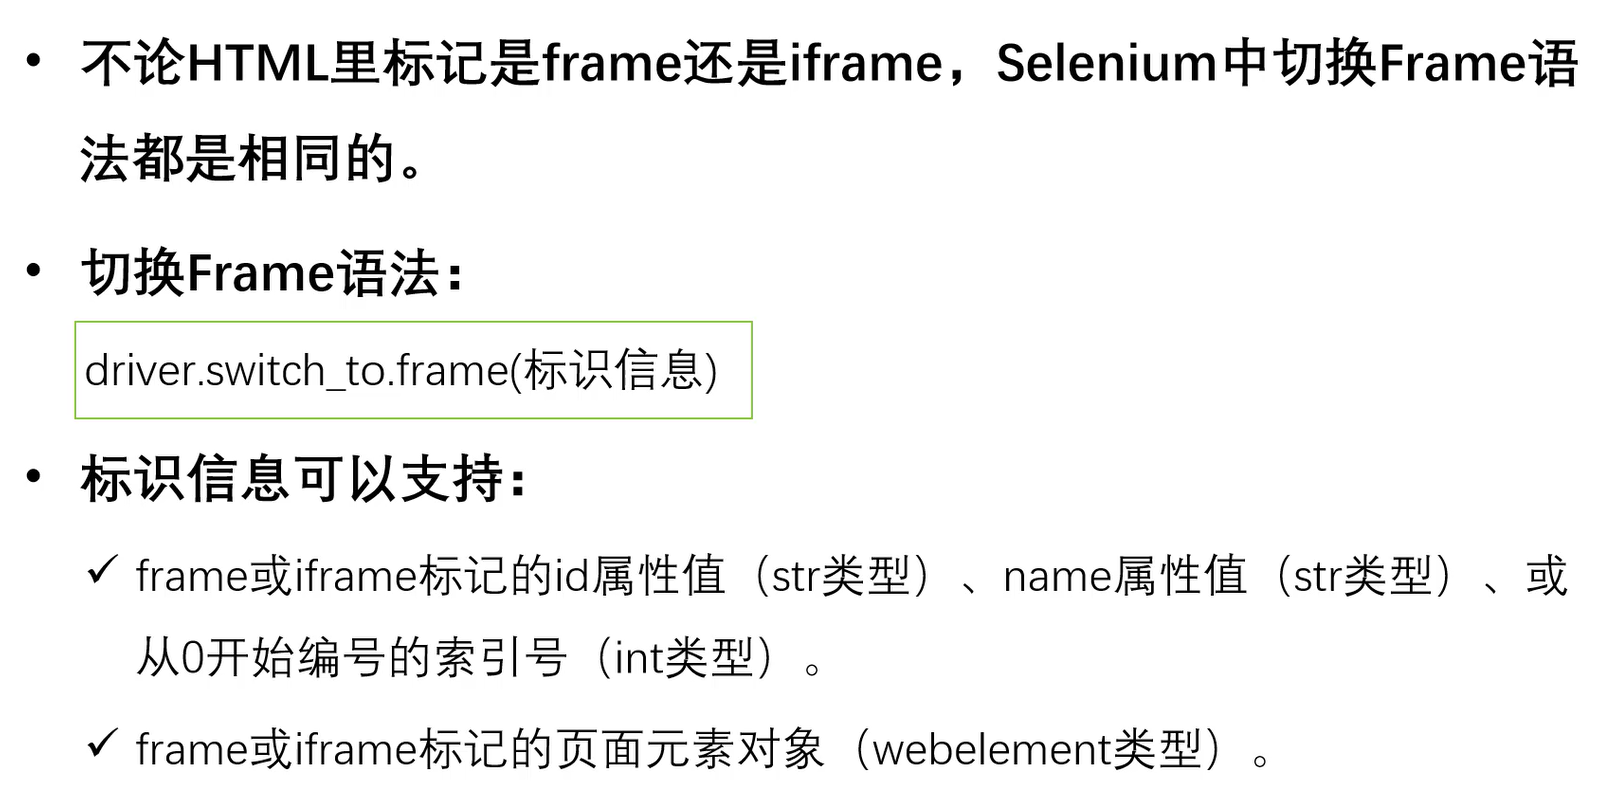 • 不论HTML里标记是frame还是iframe，Selenium中切换Frame语
法都是相同的。
• 切换Frame语法：
driver.switch_to.frame(标识信息)
• 标识信息可以支持：
✓ frame或iframe标记的id属性值（str类型）、name属性值（str类型）、或
从0开始编号的索引号（int类型）。
✓ frame或iframe标记的页面元素对象（webelement类型）。